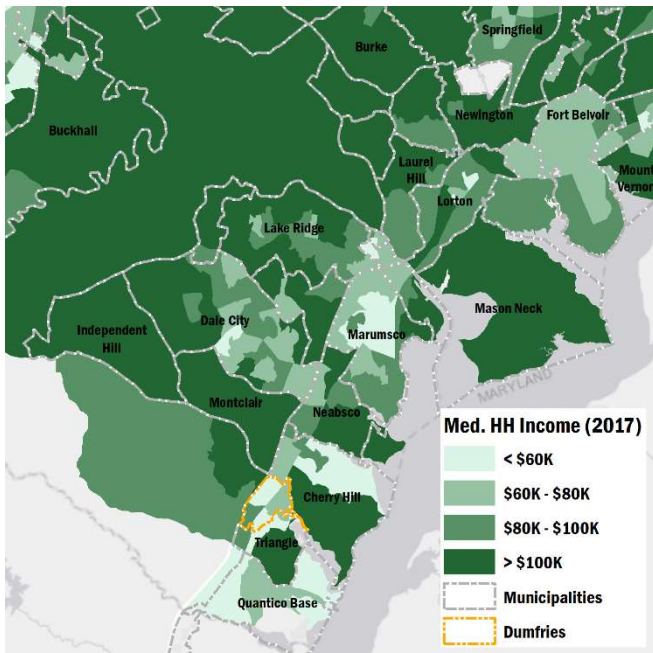 Springfield
Burke
Newington
Fort Belvoir
Buckhall
Laurel
Hill
Mount
Vernon
Lorton
Lake Ridge
Mason Neck
Dale City
Independent
Hill
Marumsco
MARYLAND
Montclair
Neabsco
Cherry Hill
Triangle
Quantico Base
Med. HH Income (2017)
< $60K
$60K - $80K
$80K - $100K
> $100K
Municipalities
Dumfries